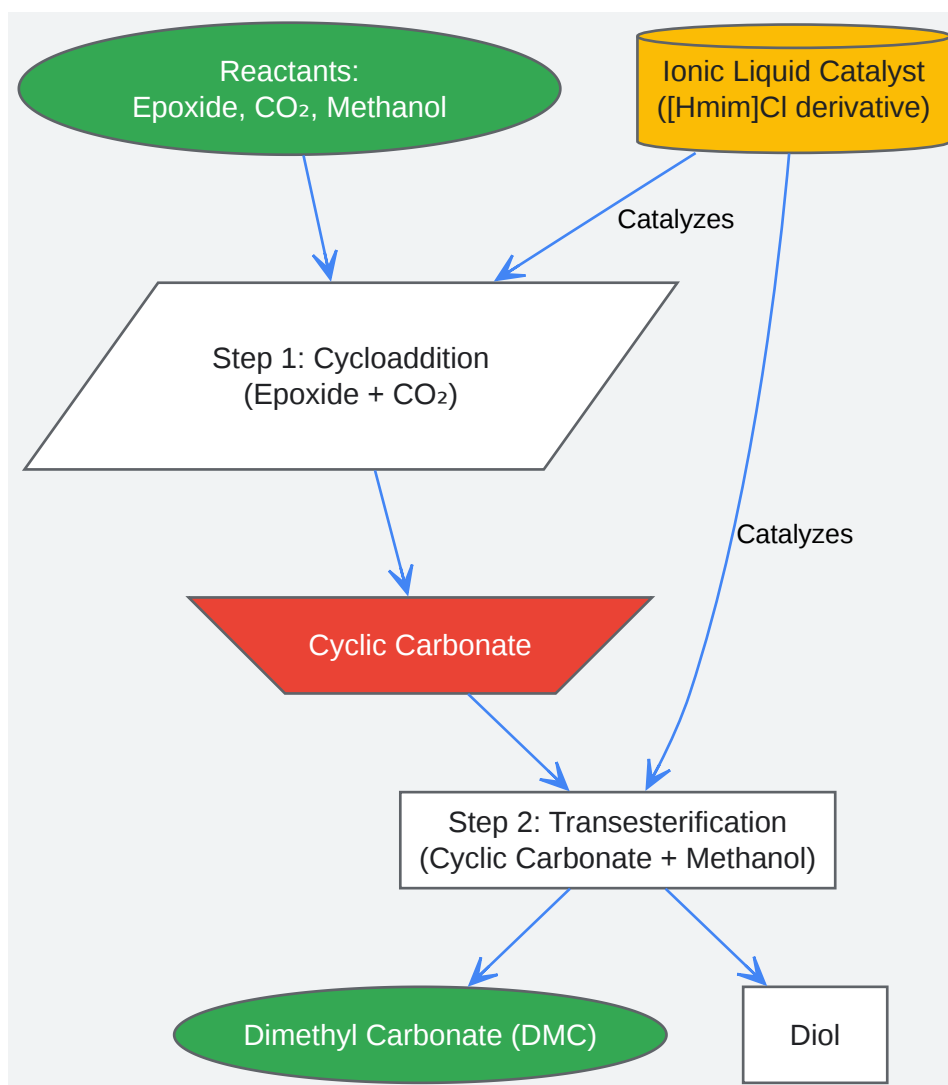 Reactants:
Epoxide, CO₂, Methanol
Ionic Liquid Catalyst
([Hmim]Cl derivative)
Catalyzes
Step 1: Cycloaddition
(Epoxide + CO₂)
Catalyzes
Cyclic Carbonate
Step 2: Transesterification
(Cyclic Carbonate + Methanol)
Dimethyl Carbonate (DMC)
Diol